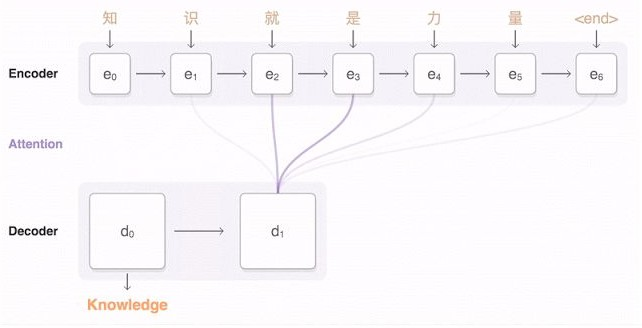 知 识 就 是 力 量 <end>
Encoder e₀ e₁ e₂ e₃ e₄ e₅ e₆
Attention
Decoder d₀ d₁
Knowledge